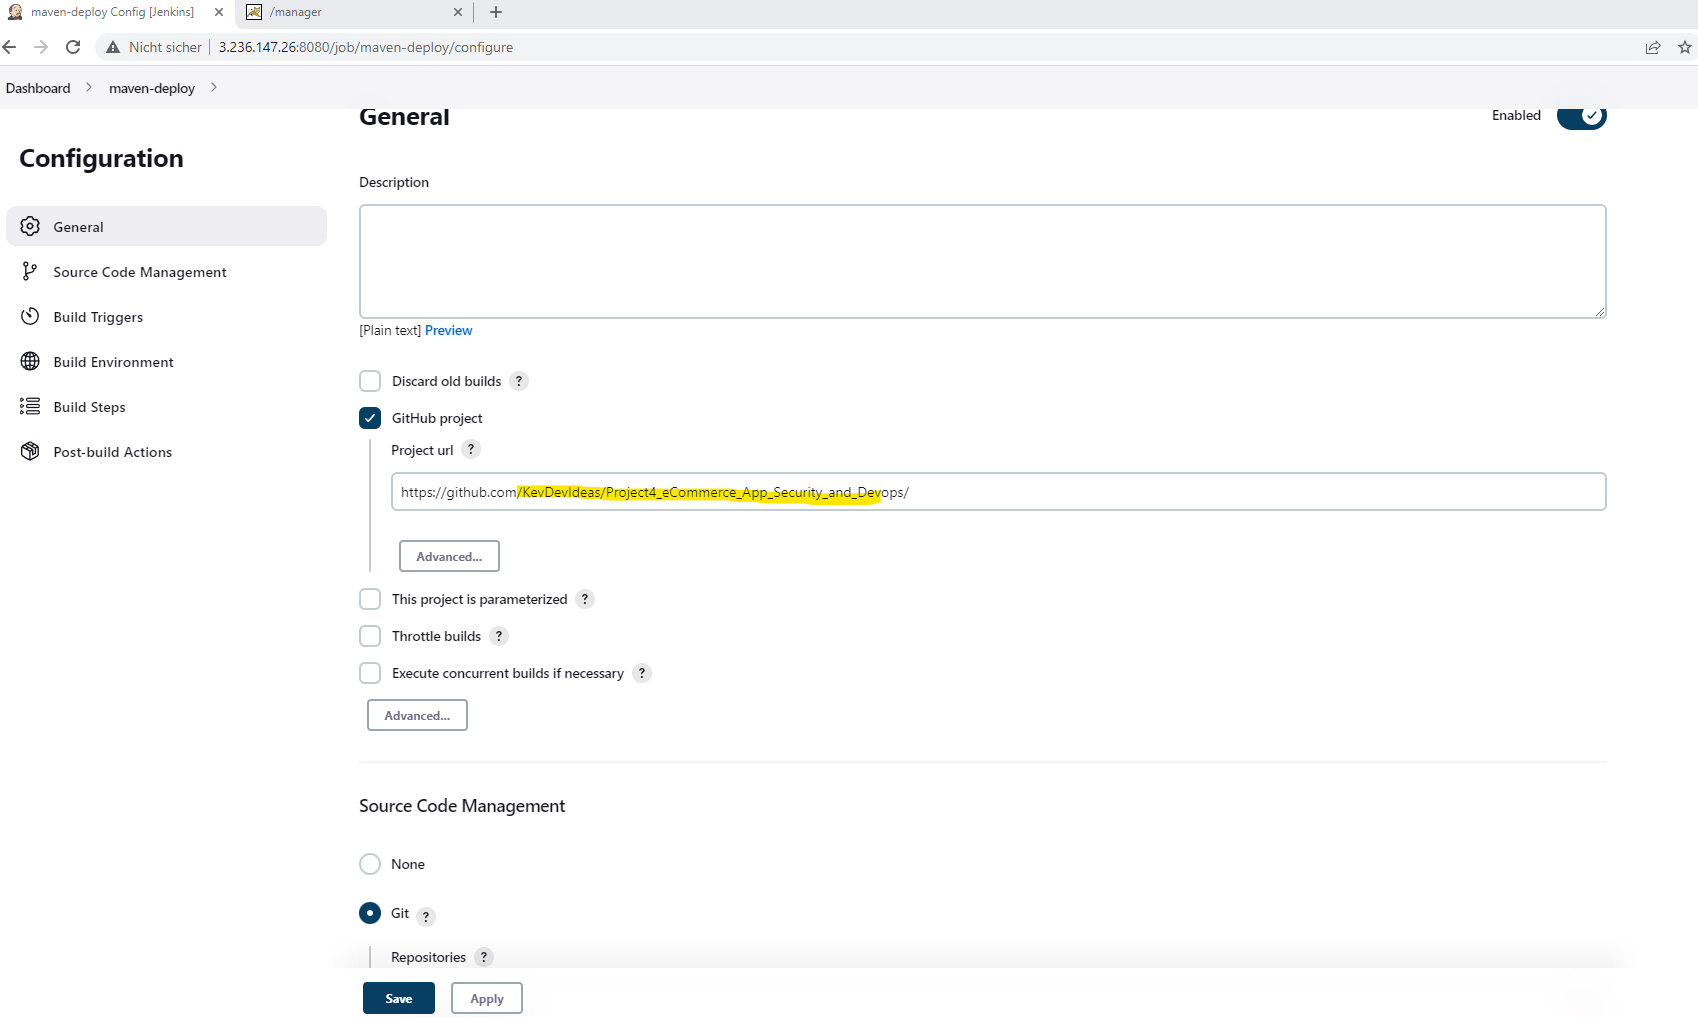 maven-deploy Config [Jenkins]
/manager
Nicht sicher
3.236.147.26:8080/job/maven-deploy/configure
Dashboard
maven-deploy
General
Enabled
Configuration
Description
General
Source Code Management
Build Triggers
[Plain text] Preview
Build Environment
Discard old builds ?
Build Steps
GitHub project
Project url ?
Post-build Actions
https://github.com/KevDevIdeas/Project4_eCommerce_App_Security_and_Devops/
Advanced...
This project is parameterized ?
Throttle builds ?
Execute concurrent builds if necessary ?
Advanced...
Source Code Management
None
Git ?
Repositories ?
Save
Apply